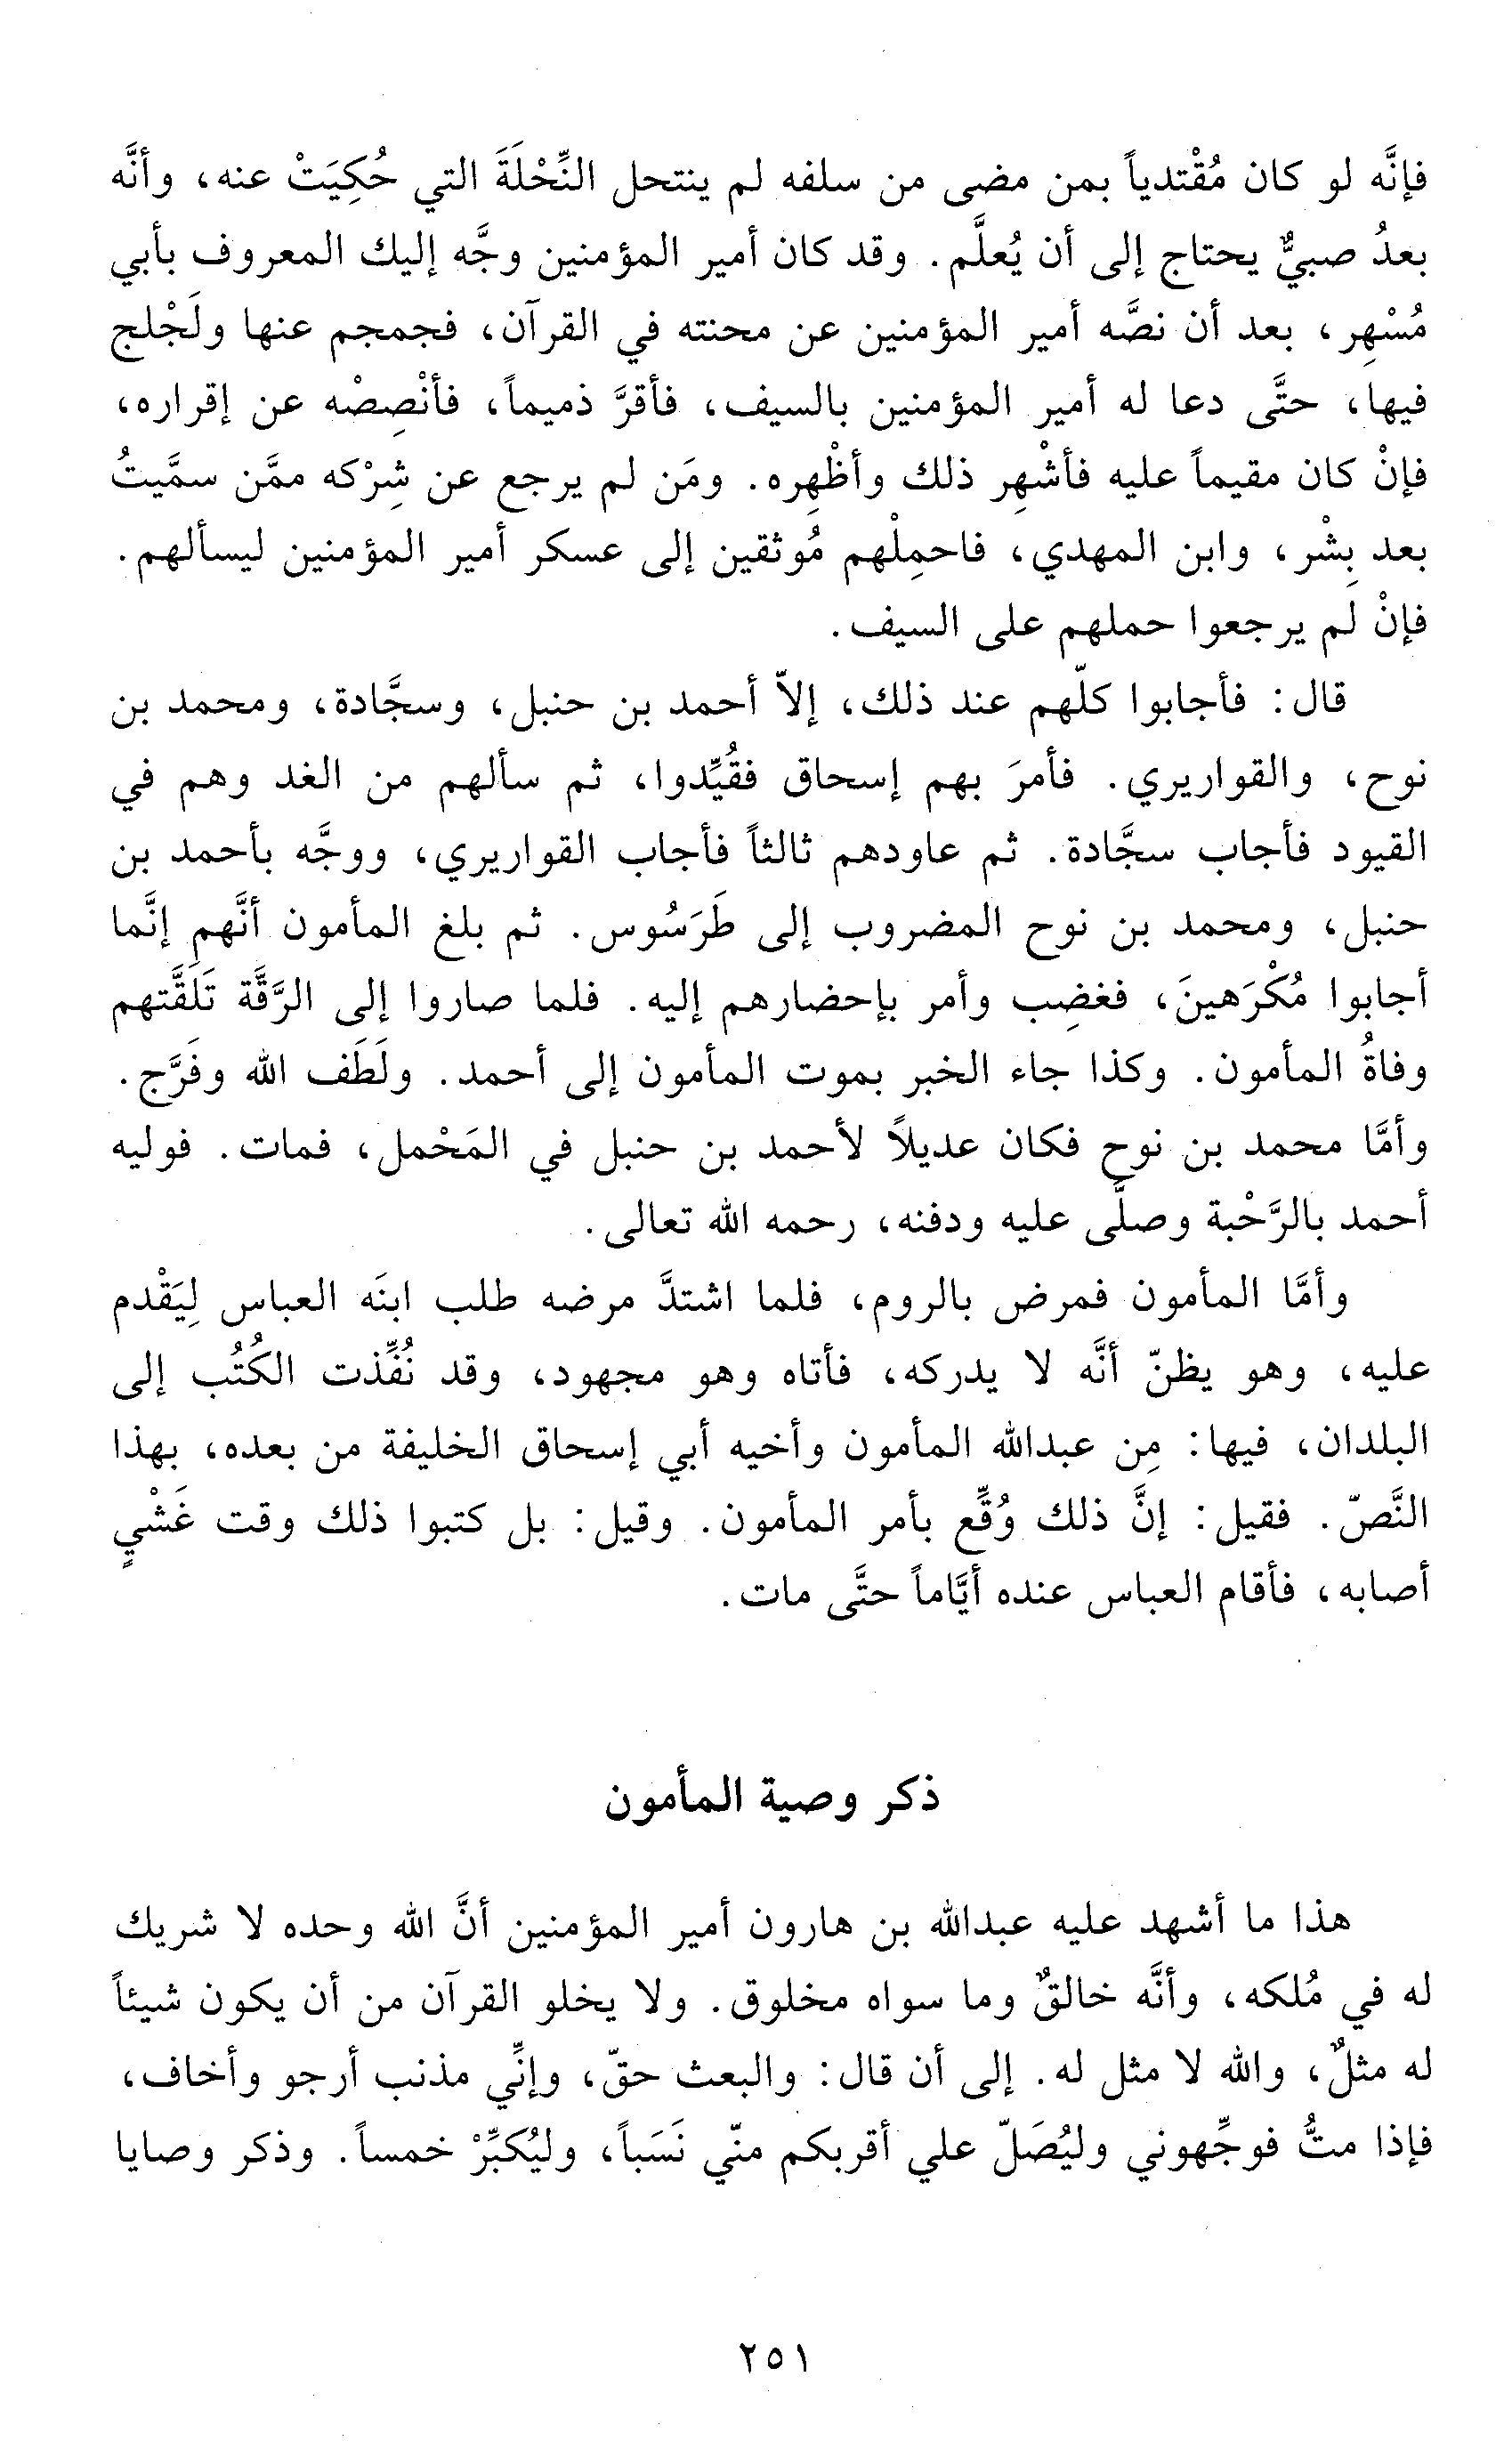 فإنَّه لو كان مُقْتدياً بمن مضى من سلفه لم ينتحل النِّحْلَةَ التي حُكِيَتْ عنه، وأنَّه
بعدُ صبيٌّ يحتاج إلى أن يُعلَّم. وقد كان أمير المؤمنين وجَّه إليك المعروف بأبي
مُسْهِر، بعد أن نصَّه أمير المؤمنين عن محنته في القرآن، فجمجم عنها ولَجْلج
فيها، حتَّى دعا له أمير المؤمنين بالسيف، فأقرَّ ذميماً، فأنْصِصْه عن إقراره،
فإنْ كان مقيماً عليه فأشْهِر ذلك وأظْهِره. ومَن لم يرجع عن شِرْكه ممَّن سمَّيتُ
بعد بِشْر، وابن المهدي، فاحمِلْهم مُوثقين إلى عسكر أمير المؤمنين ليسألهم.
فإنْ لَم يرجعوا حملهم على السيف.
قال: فأجابوا كلّهم عند ذلك، إلاّ أحمد بن حنبل، وسجَّادة، ومحمد بن
نوح، والقواريري. فأمرَ بهم إسحاق فقُيِّدوا، ثم سألهم من الغد وهم في
القيود فأجاب سجَّادة. ثم عاودهم ثالثاً فأجاب القواريري، ووجَّه بأحمد بن
حنبل، ومحمد بن نوح المضروب إلى طَرَسُوس. ثم بلغ المأمون أنَّهم إنَّما
أجابوا مُكْرَهينَ، فغضِب وأمر بإحضارهم إليه. فلما صاروا إلى الرَّقَّة تَلَقَّتهم
وفاةُ المأمون. وكذا جاء الخبر بموت المأمون إلى أحمد. ولَطَف الله وفَرَّج.
وأمَّا محمد بن نوح فكان عديلاً لأحمد بن حنبل في المَحْمل، فمات. فوليه
أحمد بالرَّحْبة وصلَّى عليه ودفنه، رحمه الله تعالى.
وأمَّا المأمون فمرض بالروم، فلما اشتدَّ مرضه طلب ابنَه العباس لِيَقْدم
عليه، وهو يظنّ أنَّه لا يدركه، فأتاه وهو مجهود، وقد نُفِّذت الكُتُب إلى
البلدان، فيها: مِن عبدالله المأمون وأخيه أبي إسحاق الخليفة من بعده، بهذا
النَّصّ. فقيل: إنَّ ذلك وُقِّع بأمر المأمون. وقيل: بل كتبوا ذلك وقت غَشْيٍ
أصابه، فأقام العباس عنده أيَّاماً حتَّى مات.
ذكر وصية المأمون
هذا ما أشهد عليه عبدالله بن هارون أمير المؤمنين أنَّ الله وحده لا شريك
له في مُلكه، وأنَّه خالقٌ وما سواه مخلوق. ولا يخلو القرآن من أن يكون شيئاً
له مثلٌ، والله لا مثل له. إلى أن قال: والبعث حقّ، وإنِّي مذنب أرجو وأخاف،
فإذا متُّ فوجِّهوني وليُصَلّ علي أقربكم منّي نَسَباً، وليُكبِّرْ خمساً. وذكر وصايا
٢٥١